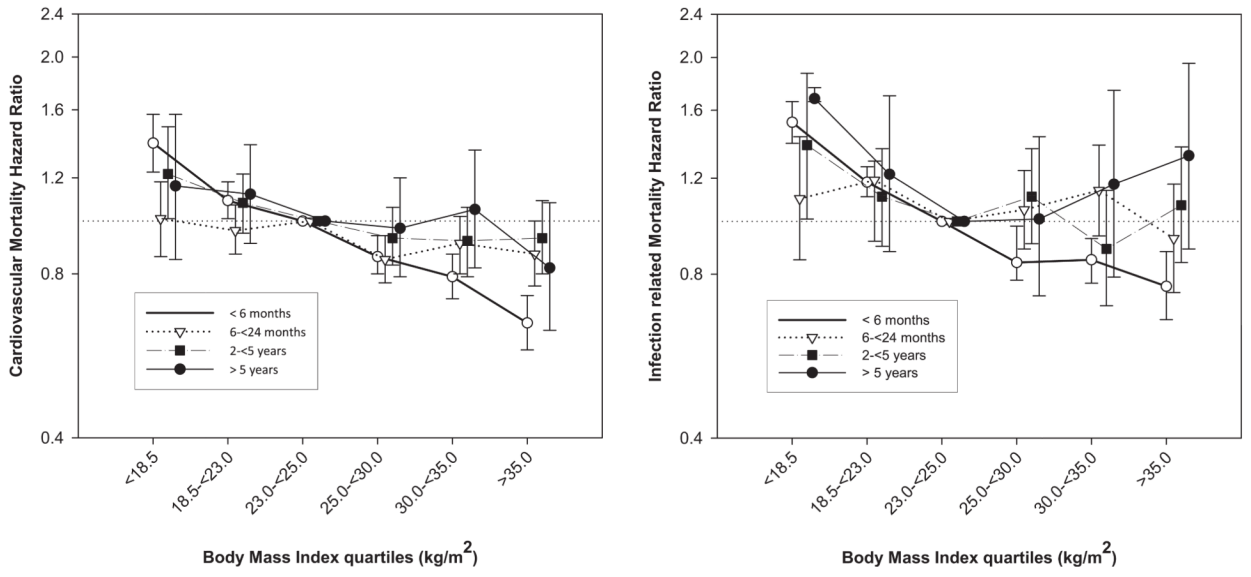 Cardiovascular Mortality Hazard Ratio
2.4
2.0
1.6
1.2
0.8
0.4
< 6 months
6-<24 months
2-<5 years
> 5 years
<18.5
18.5-<23.0
23.0-<25.0
25.0-<30.0
30.0-<35.0
>35.0
Body Mass Index quartiles (kg/m²)
Infection related Mortality Hazard Ratio
2.4
2.0
1.6
1.2
0.8
0.4
< 6 months
6-<24 months
2-<5 years
> 5 years
<18.5
18.5-<23.0
23.0-<25.0
25.0-<30.0
30.0-<35.0
>35.0
Body Mass Index quartiles (kg/m²)